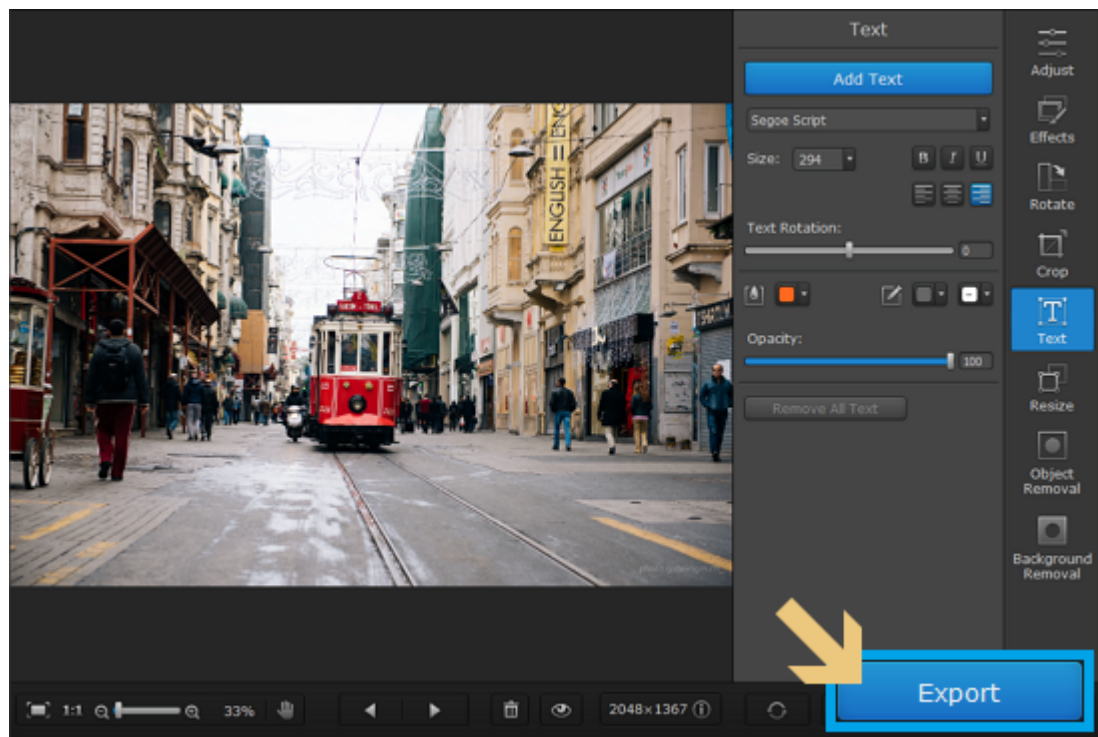 Text
Add Text
Segoe Script
Size: 294
B I U
Text Rotation:
0
Opacity:
100
Remove All Text
Adjust
Effects
Rotate
Crop
Text
Resize
Object
Removal
Background
Removal
ENGLISH
1:1
33%
2048×1367
Export